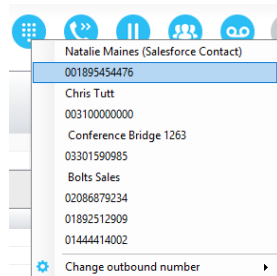 Natalie Maines (Salesforce Contact)
001895454476
Chris Tutt
003100000000
Conference Bridge 1263
03301590985
Bolts Sales
02086879234
01892512909
01444414002
Change outbound number